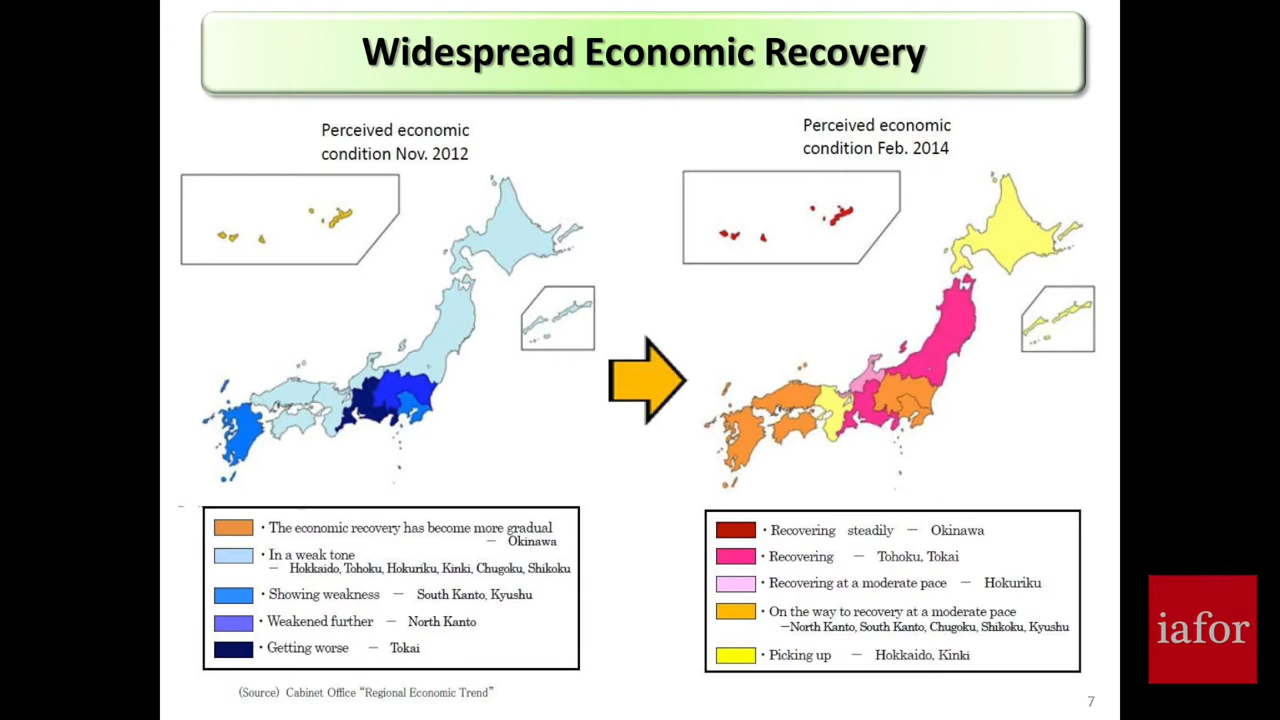 Widespread Economic Recovery
Perceived economic
condition Nov. 2012
Perceived economic
condition Feb. 2014
・The economic recovery has become more gradual
－ Okinawa
・In a weak tone
－ Hokkaido, Tohoku, Hokuriku, Kinki, Chugoku, Shikoku
・Showing weakness － South Kanto, Kyushu
・Weakened further － North Kanto
・Getting worse － Tokai
・Recovering steadily － Okinawa
・Recovering － Tohoku, Tokai
・Recovering at a moderate pace － Hokuriku
・On the way to recovery at a moderate pace
－North Kanto, South Kanto, Chugoku, Shikoku, Kyushu
・Picking up － Hokkaido, Kinki
(Source) Cabinet Office “Regional Economic Trend”
7
iafor